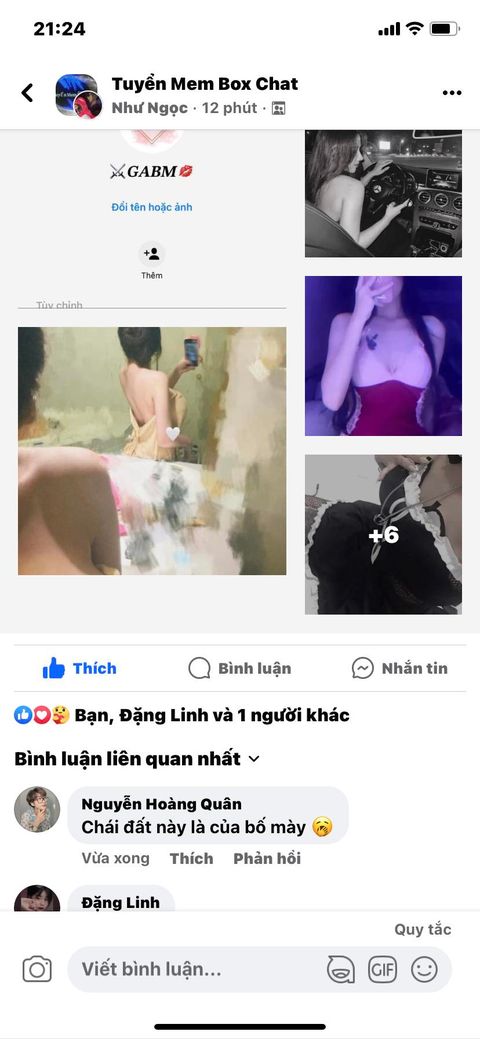 21:24
Tuyển Mem Box Chat
Như Ngọc · 12 phút ·
⚔GABM💋
Đổi tên hoặc ảnh
Thêm
Tùy chỉnh
+6
Thích
Bình luận
Nhắn tin
Bạn, Đặng Linh và 1 người khác
Bình luận liên quan nhất
Nguyễn Hoàng Quân
Chái đất này là của bố mày 🥱
Vừa xong Thích Phản hồi
Đặng Linh
Quy tắc
Viết bình luận...
GIF